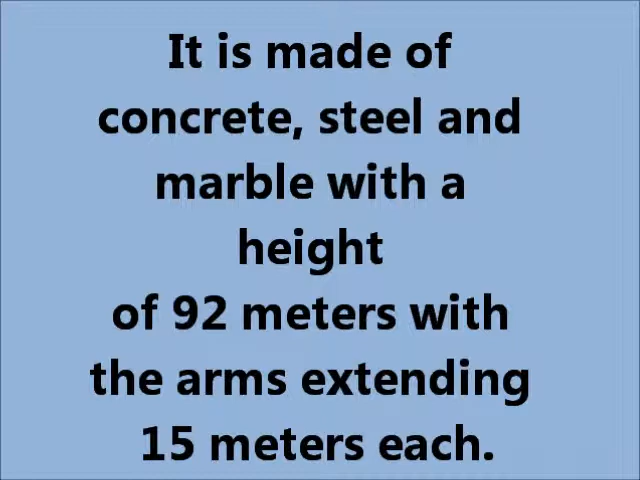 It is made of
concrete, steel and
marble with a
height
of 92 meters with
the arms extending
15 meters each.